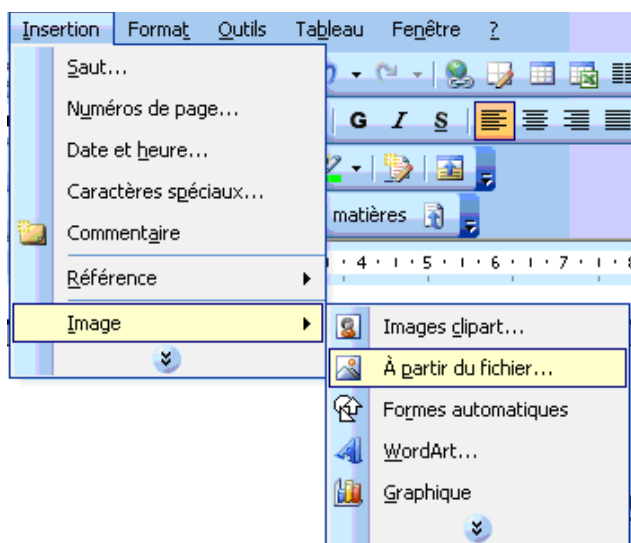 Insertion Format Outils Tableau Fenêtre ?
Saut...
Numéros de page...
G I S
Date et heure...
Caractères spéciaux...
matières
Commentaire
4 5 6 7 8
Référence
Image
Images clipart...
À partir du fichier...
Formes automatiques
WordArt...
Graphique